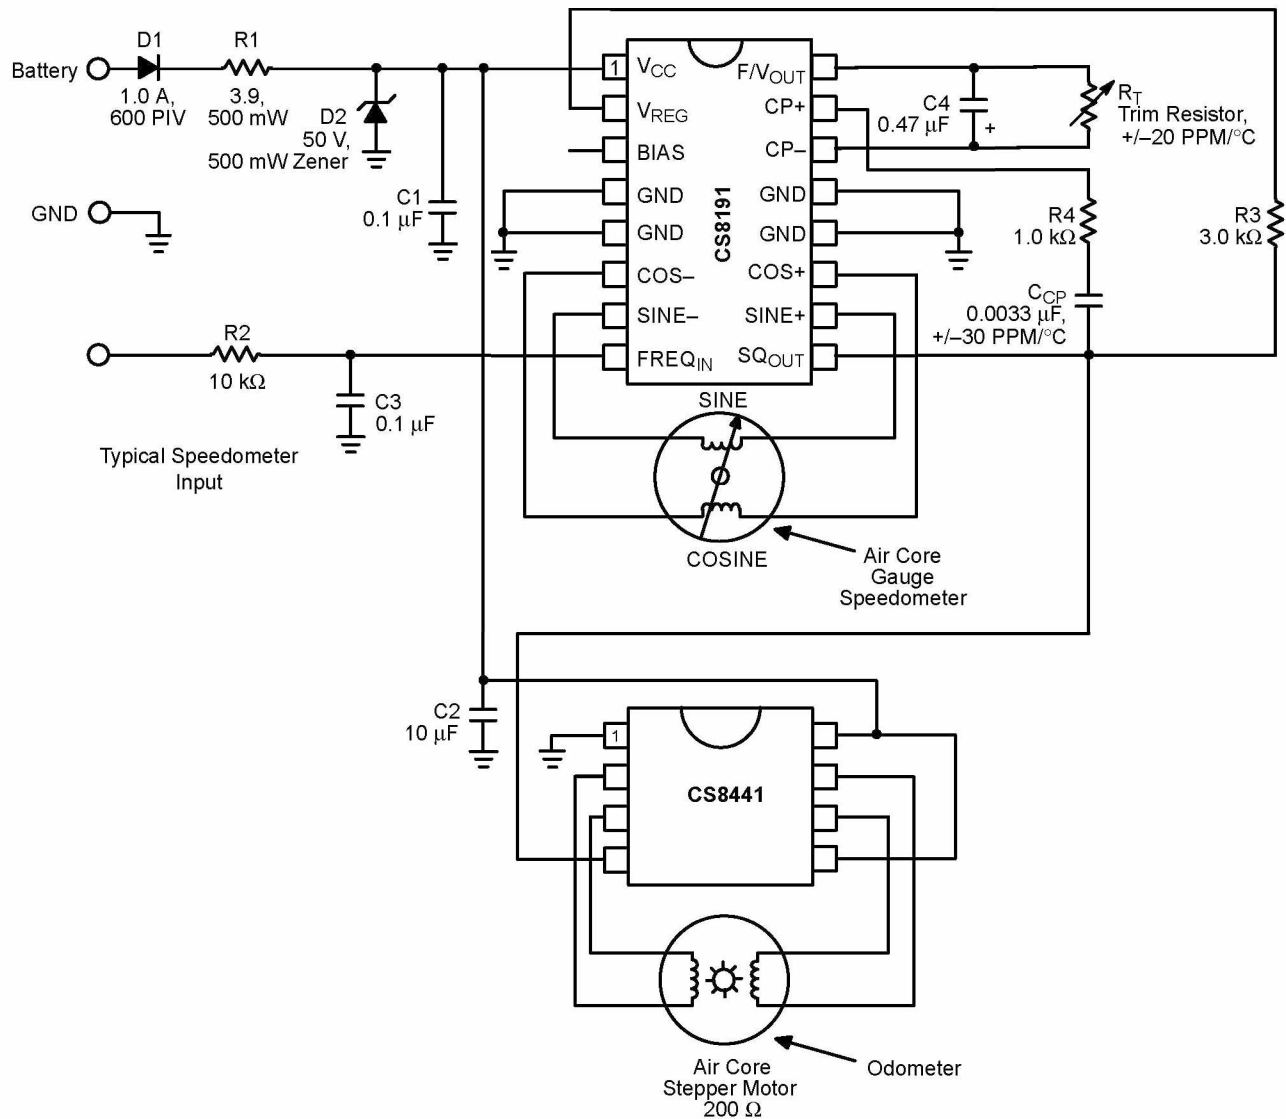 Battery
D1
1.0 A,
600 PIV
R1
3.9,
500 mW
D2
50 V,
500 mW Zener
C1
0.1 µF
GND
R2
10 kΩ
C3
0.1 µF
Typical Speedometer
Input
1
VCC
VREG
BIAS
GND
GND
COS–
SINE–
FREQIN
CS8191
F/VOUT
CP+
CP–
GND
GND
COS+
SINE+
SQOUT
C4
0.47 µF
+
RT
Trim Resistor,
+/–20 PPM/°C
R4
1.0 kΩ
R3
3.0 kΩ
CCP
0.0033 µF,
+/–30 PPM/°C
SINE
COSINE
Air Core
Gauge
Speedometer
C2
10 µF
1
CS8441
Air Core
Stepper Motor
200 Ω
Odometer